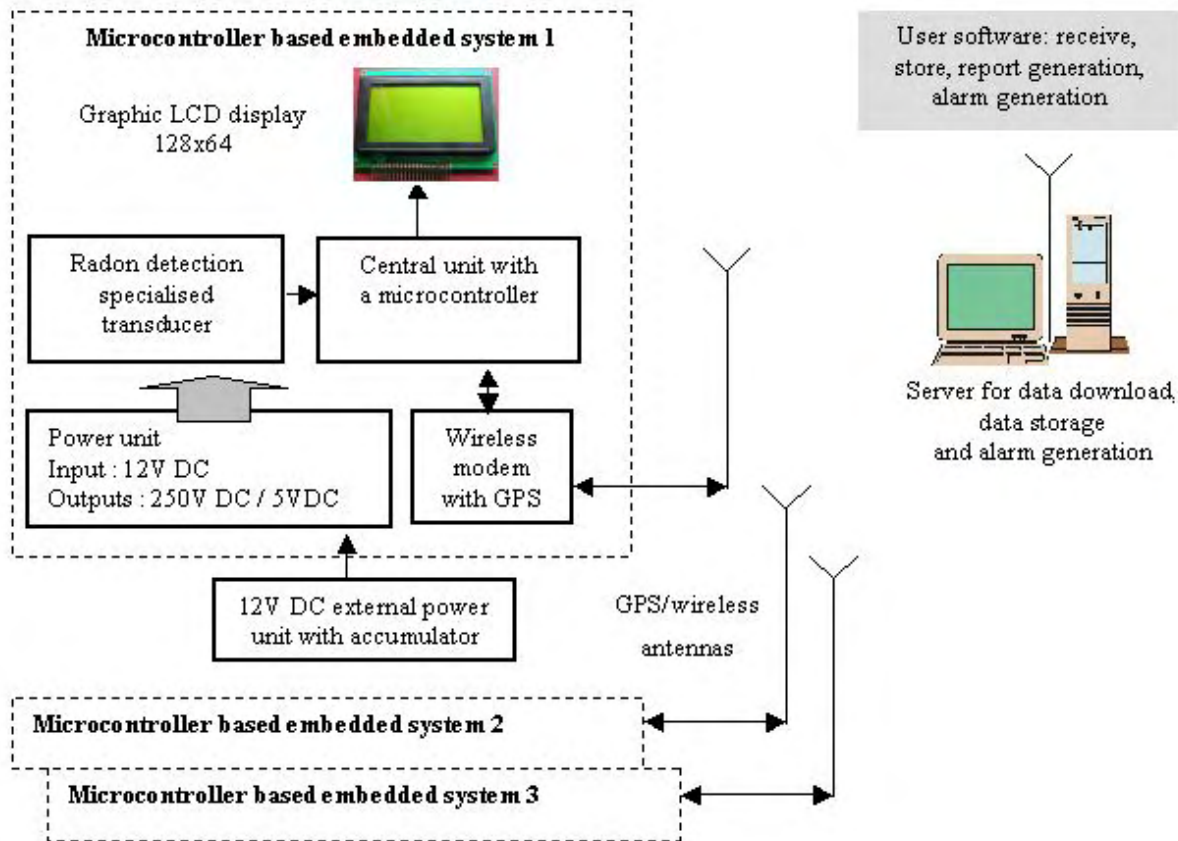 Microcontroller based embedded system 1
Graphic LCD display
128x64
Radon detection
specialised
transducer
Central unit with
a microcontroller
Power unit
Input : 12V DC
Outputs : 250V DC / 5VDC
Wireless
modem
with GPS
12V DC external power
unit with accumulator
GPS/wireless
antennas
Microcontroller based embedded system 2
Microcontroller based embedded system 3
User software: receive,
store, report generation,
alarm generation
Server for data download,
data storage
and alarm generation